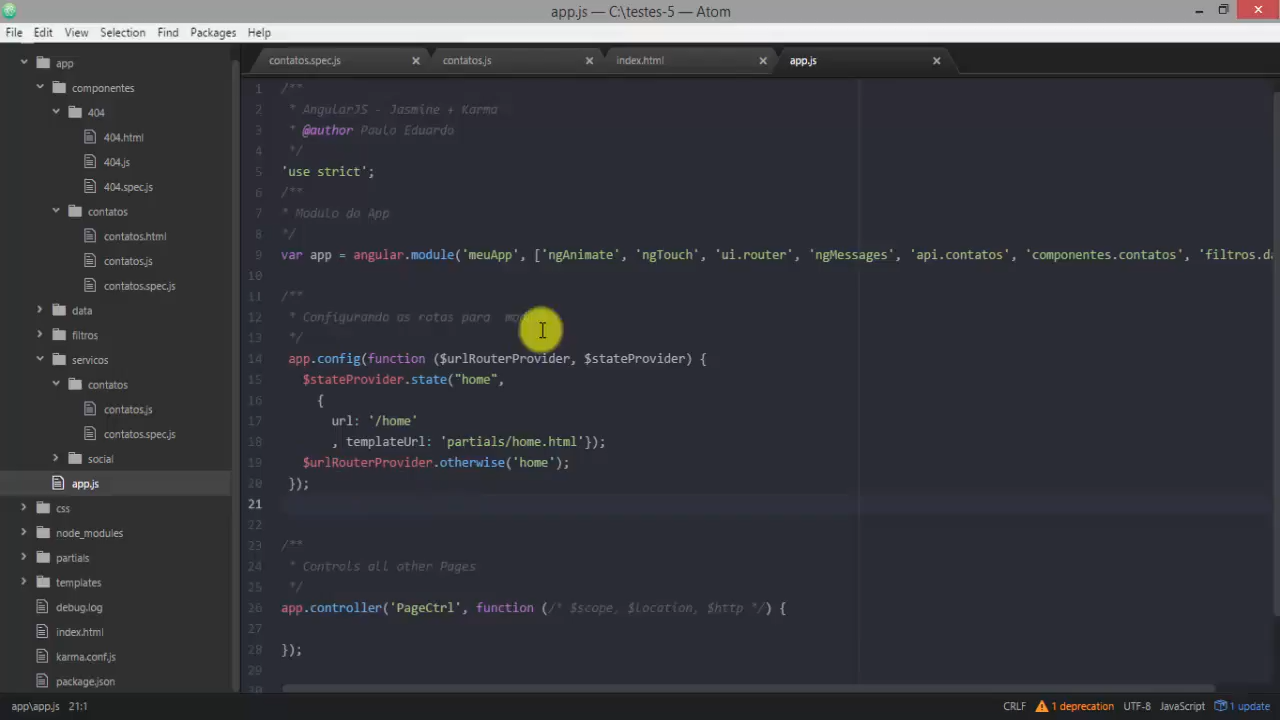 app.js — C:\testes-5 — Atom
File Edit View Selection Find Packages Help
app
componentes
404
404.html
404.js
404.spec.js
contatos
contatos.html
contatos.js
contatos.spec.js
data
filtros
servicos
contatos
contatos.js
contatos.spec.js
social
app.js
css
node_modules
partials
templates
debug.log
index.html
karma.conf.js
package.json
contatos.spec.js contatos.js index.html app.js
1 /**
2 * AngularJS - Jasmine + Karma
3 * @author Paulo Eduardo
4 */
5 'use strict';
6 /**
7 * Modulo do App
8 */
9 var app = angular.module('meuApp', ['ngAnimate', 'ngTouch', 'ui.router', 'ngMessages', 'api.contatos', 'componentes.contatos', 'filtros.da
10
11 /**
12 * Configurando as rotas para
13 */
14 app.config(function ($urlRouterProvider, $stateProvider) {
15 $stateProvider.state("home",
16 {
17 url: '/home'
18 , templateUrl: 'partials/home.html'});
19 $urlRouterProvider.otherwise('home');
20 });
21
22
23 /**
24 * Controls all other Pages
25 */
26 app.controller('PageCtrl', function (/* $scope, $location, $http */) {
27
28 });
29
30
app\app.js 21:1 CRLF 1 deprecation UTF-8 JavaScript 1 update